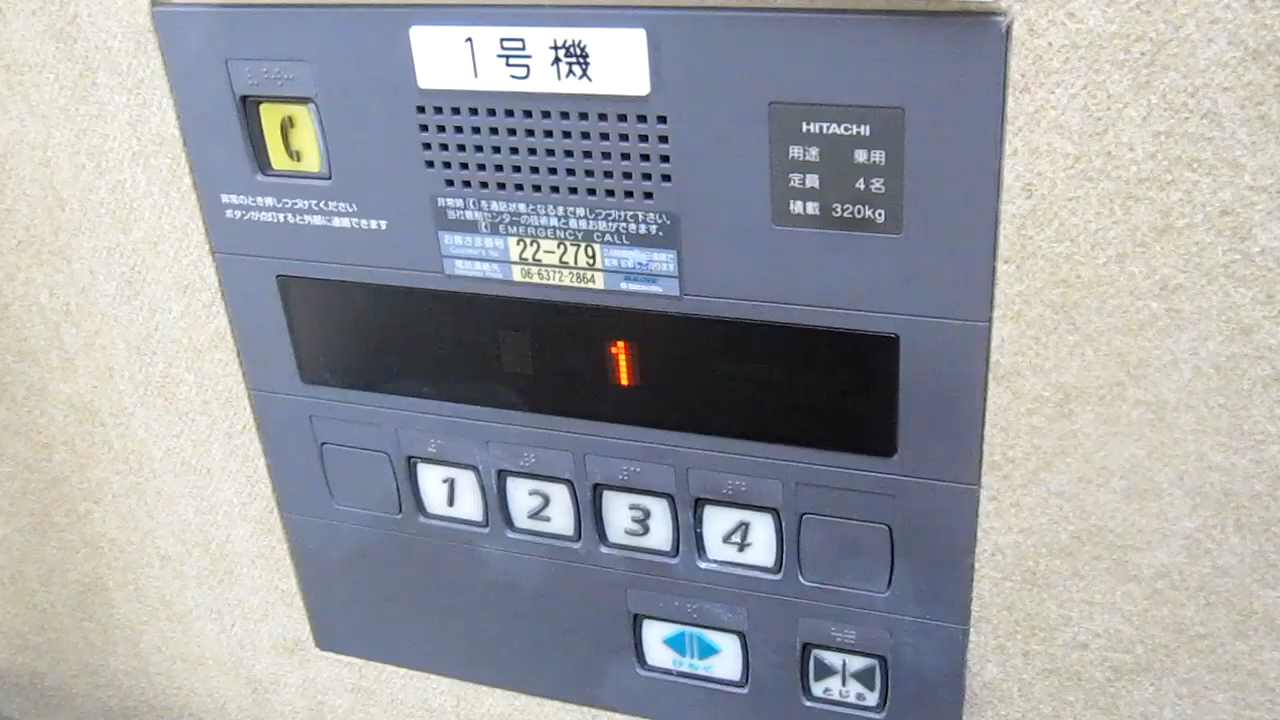 1号機
HITACHI
用途 乗用
定員 4名
積載 320kg
非常のとき押しつづけてください
ボタンが点灯すると外部に連絡できます
非常時 を通話状態となるまで押しつづけて下さい。
当社管制センターの技術員と直接お話ができます。
EMERGENCY CALL
お客さま番号 22-279
電話連絡先 06-6372-2864
1
1 2 3 4
ひらく
とじる